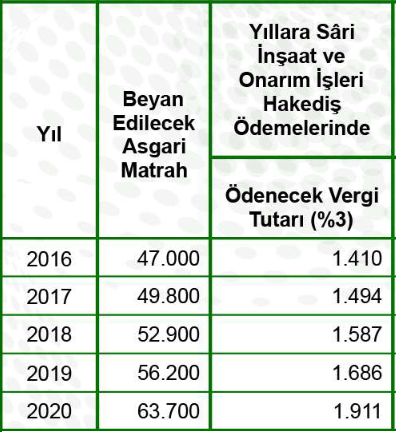 Yıl
Beyan
Edilecek
Asgari
Matrah
Yıllara Sâri
İnşaat ve
Onarım İşleri
Hakediş
Ödemelerinde
Ödenecek Vergi
Tutarı (%3)
2016 47.000 1.410
2017 49.800 1.494
2018 52.900 1.587
2019 56.200 1.686
2020 63.700 1.911